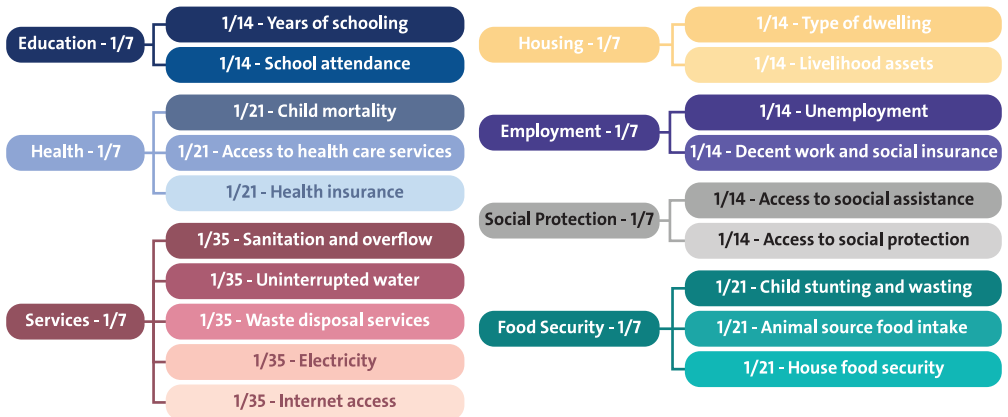 Education - 1/7
1/14 - Years of schooling
1/14 - School attendance
Health - 1/7
1/21 - Child mortality
1/21 - Access to health care services
1/21 - Health insurance
Services - 1/7
1/35 - Sanitation and overflow
1/35 - Uninterrupted water
1/35 - Waste disposal services
1/35 - Electricity
1/35 - Internet access
Housing - 1/7
1/14 - Type of dwelling
1/14 - Livelihood assets
Employment - 1/7
1/14 - Unemployment
1/14 - Decent work and social insurance
Social Protection - 1/7
1/14 - Access to soocial assistance
1/14 - Access to social protection
Food Security - 1/7
1/21 - Child stunting and wasting
1/21 - Animal source food intake
1/21 - House food security